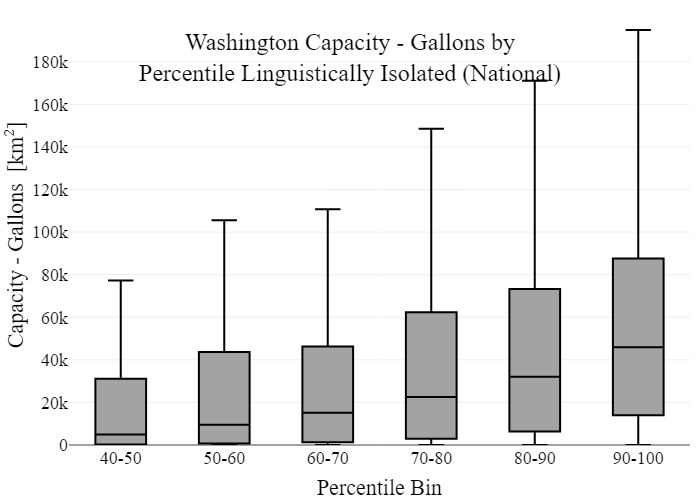 Washington Capacity - Gallons by
Percentile Linguistically Isolated (National)
Capacity - Gallons [km²]
180k
160k
140k
120k
100k
80k
60k
40k
20k
0
40-50 50-60 60-70 70-80 80-90 90-100
Percentile Bin